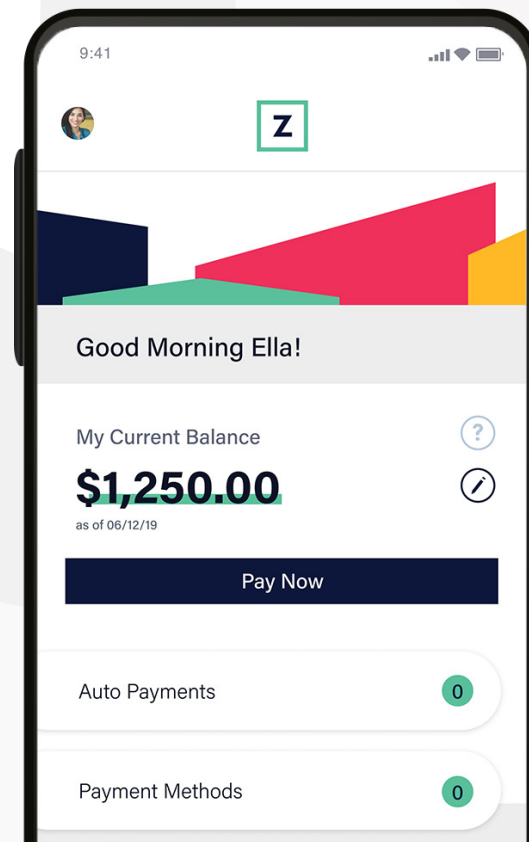 9:41
Z
Good Morning Ella!
My Current Balance
?
$1,250.00
as of 06/12/19
Pay Now
Auto Payments
0
Payment Methods
0